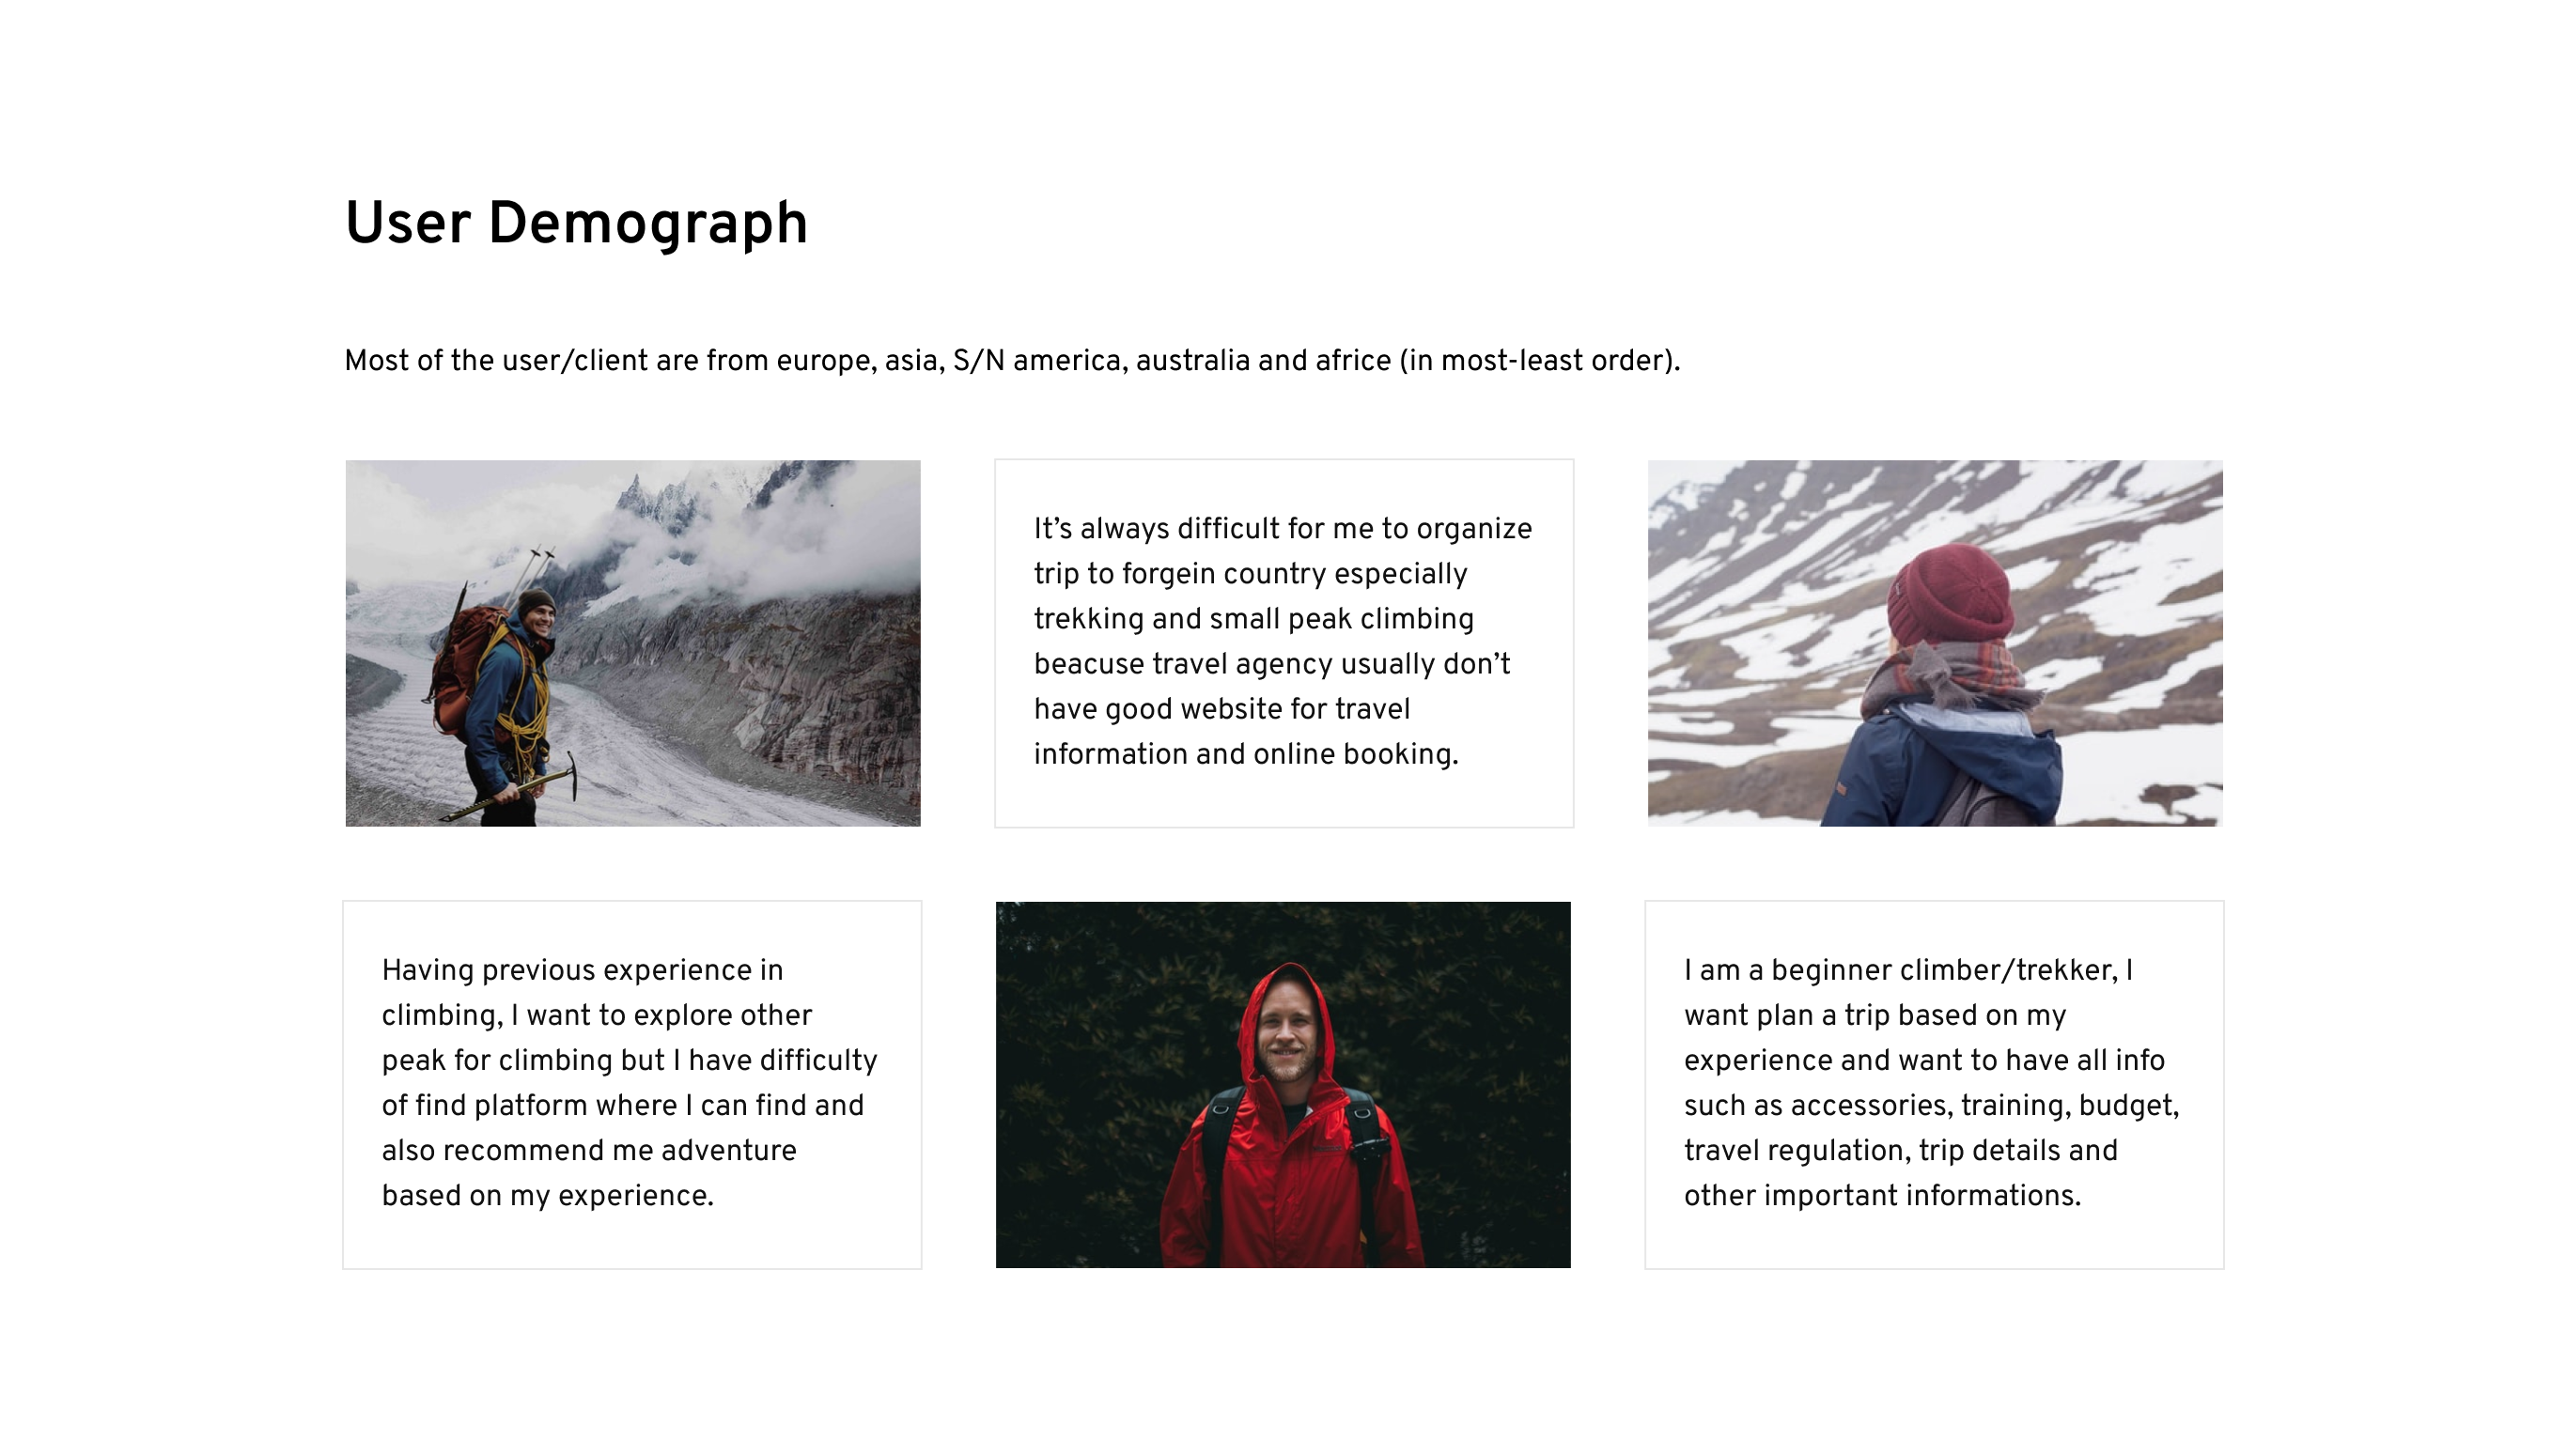 User Demograph
Most of the user/client are from europe, asia, S/N america, australia and africe (in most-least order).
It’s always difficult for me to organize
trip to forgein country especially
trekking and small peak climbing
beacuse travel agency usually don’t
have good website for travel
information and online booking.
Having previous experience in
climbing, I want to explore other
peak for climbing but I have difficulty
of find platform where I can find and
also recommend me adventure
based on my experience.
I am a beginner climber/trekker, I
want plan a trip based on my
experience and want to have all info
such as accessories, training, budget,
travel regulation, trip details and
other important informations.